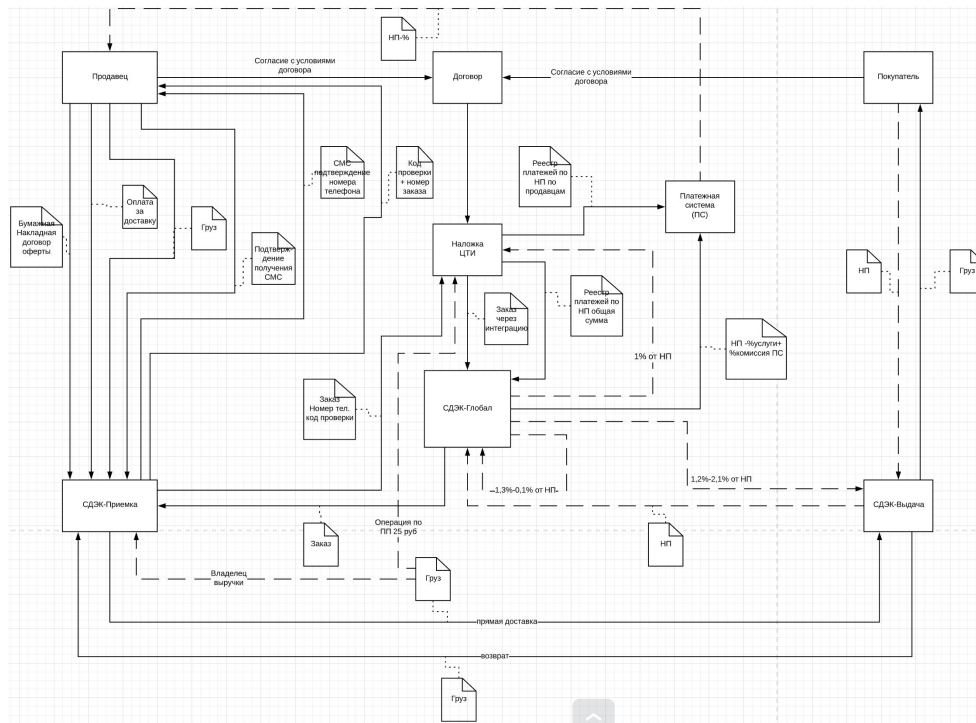 НП-%
Продавец
Согласие с условиями
договора
Договор
Согласие с условиями
договора
Покупатель
СМС
подтверждение
номера
телефона
Код
проверки
+ номер
заказа
Реестр
платежей по
НП по
продавцам
Платежная
система
(ПС)
Бумажная
Накладная
договор
оферты
Оплата
за
доставку
Груз
Подтверж-
дение
получения
СМС
Наложка
ЦТИ
НП
Груз
Заказ
через
интеграцию
Реестр
платежей по
НП общая
сумма
1% от НП
НП -%услуги+
%комиссия ПС
Заказ
Номер тел.
код проверки
СДЭК-Глобал
1,3%-0,1% от НП
1,2%-2,1% от НП
СДЭК-Приемка
СДЭК-Выдача
Операция по
ПП 25 руб
Заказ
НП
Владелец
выручки
Груз
прямая доставка
возврат
Груз